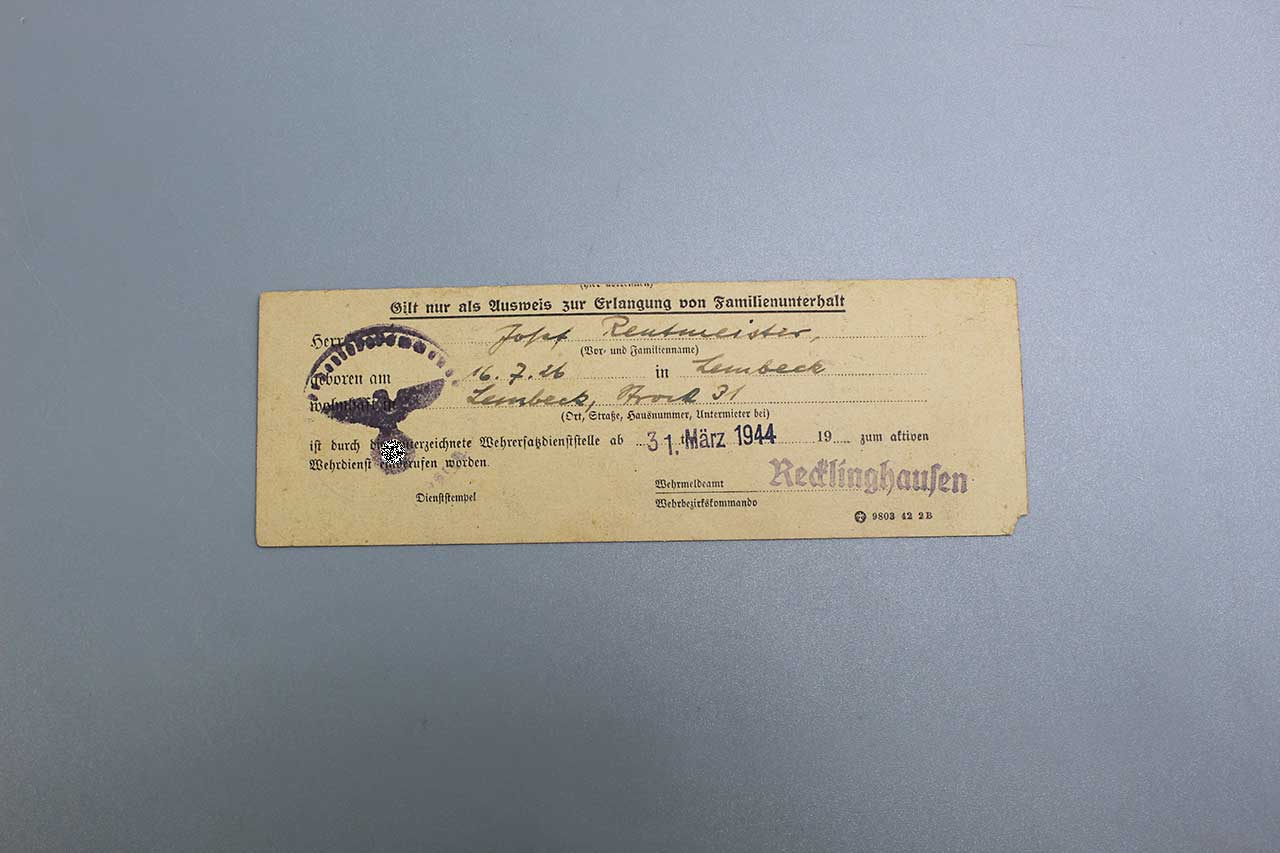 Gilt nur als Ausweis zur Erlangung von Familienunterhalt
Herr Josef Rentmeister,
(Vor- und Familienname)
geboren am 16. 7. 26 in Lembeck
wohnhaft in Lembeck, 31
(Ort, Straße, Hausnummer, Untermieter bei)
ist durch die unterzeichnete Wehrersatzdienststelle ab 31. März 1944 19 zum aktiven
Wehrdienst einberufen worden.
Dienststempel
Wehrmeldeamt Recklinghausen
Wehrbezirkskommando
9803 42 2B